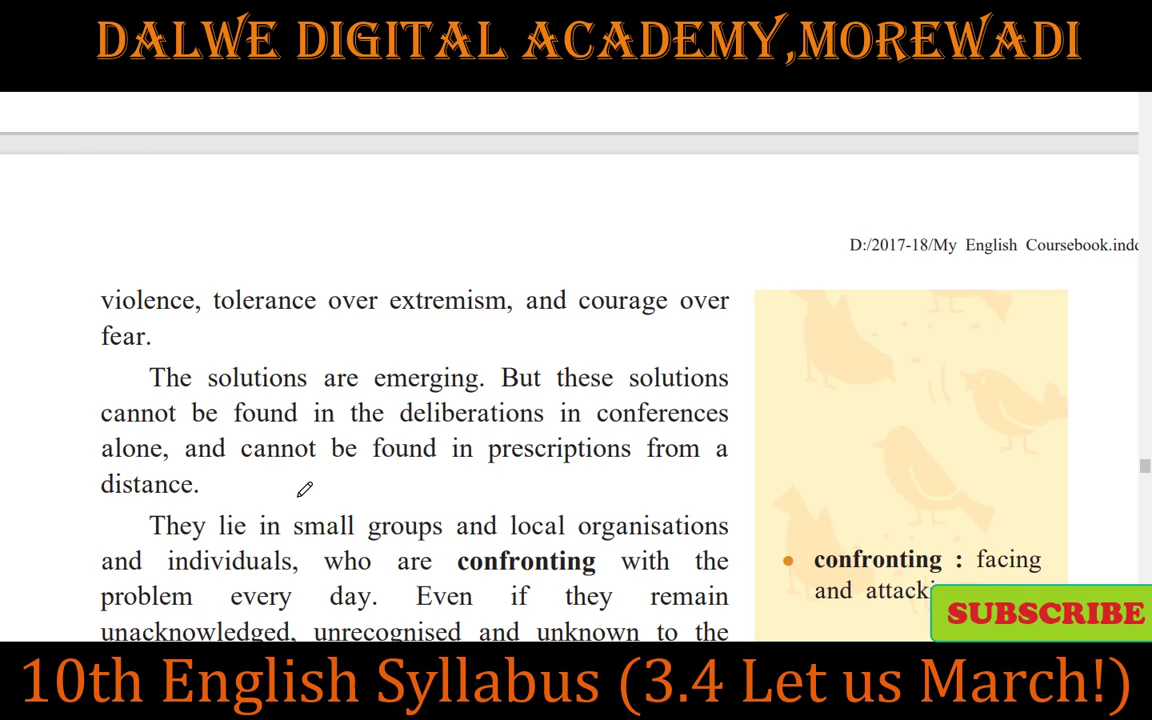 DALWE DIGITAL ACADEMY,MOREWADI
D:/2017-18/My English Coursebook.indd
violence, tolerance over extremism, and courage over
fear.
The solutions are emerging. But these solutions
cannot be found in the deliberations in conferences
alone, and cannot be found in prescriptions from a
distance.
They lie in small groups and local organisations
and individuals, who are confronting with the
problem every day. Even if they remain
unacknowledged, unrecognised and unknown to the
• confronting : facing
and attacki
SUBSCRIBE
10th English Syllabus (3.4 Let us March!)